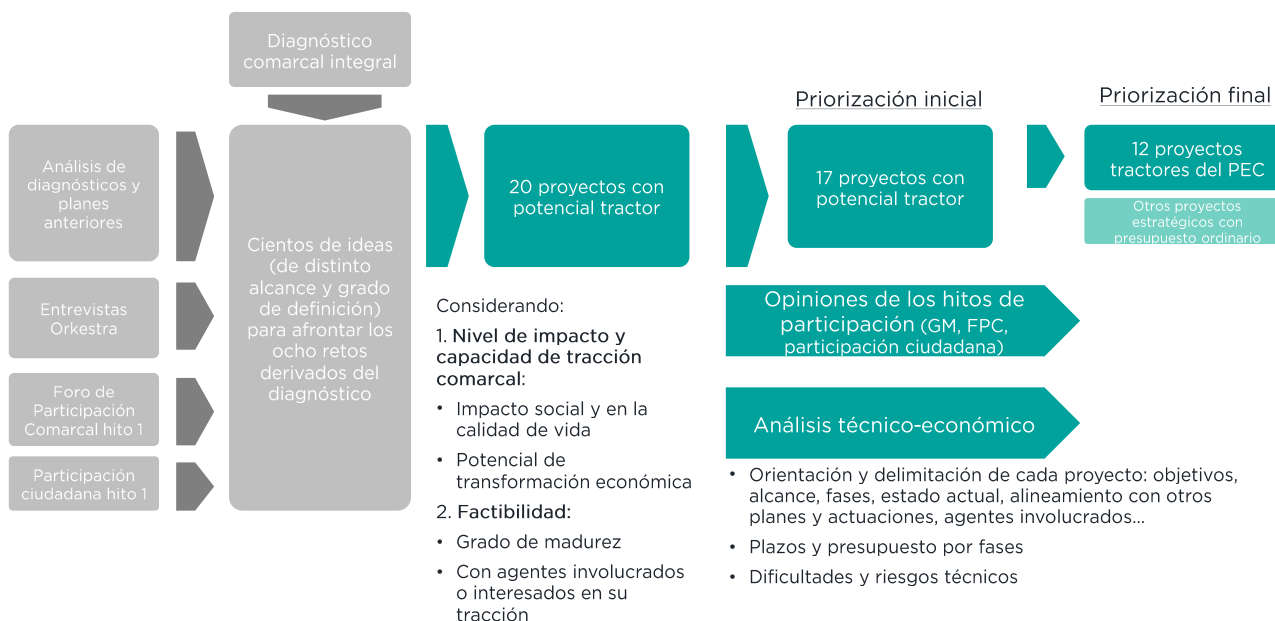 Diagnóstico
comarcal integral
Análisis de
diagnósticos y
planes
anteriores
Entrevistas
Orkestra
Foro de
Participación
Comarcal hito 1
Participación
ciudadana hito 1
Cientos de ideas
(de distinto
alcance y grado
de definición)
para afrontar los
ocho retos
derivados del
diagnóstico
20 proyectos con
potencial tractor
Considerando:
1. Nivel de impacto y
capacidad de tracción
comarcal:
• Impacto social y en la
calidad de vida
• Potencial de
transformación económica
2. Factibilidad:
• Grado de madurez
• Con agentes involucrados
o interesados en su
tracción
Priorización inicial
17 proyectos con
potencial tractor
Priorización final
12 proyectos
tractores del PEC
Otros proyectos
estratégicos con
presupuesto ordinario
Opiniones de los hitos de
participación (GM, FPC,
participación ciudadana)
Análisis técnico-económico
• Orientación y delimitación de cada proyecto: objetivos,
alcance, fases, estado actual, alineamiento con otros
planes y actuaciones, agentes involucrados…
• Plazos y presupuesto por fases
• Dificultades y riesgos técnicos